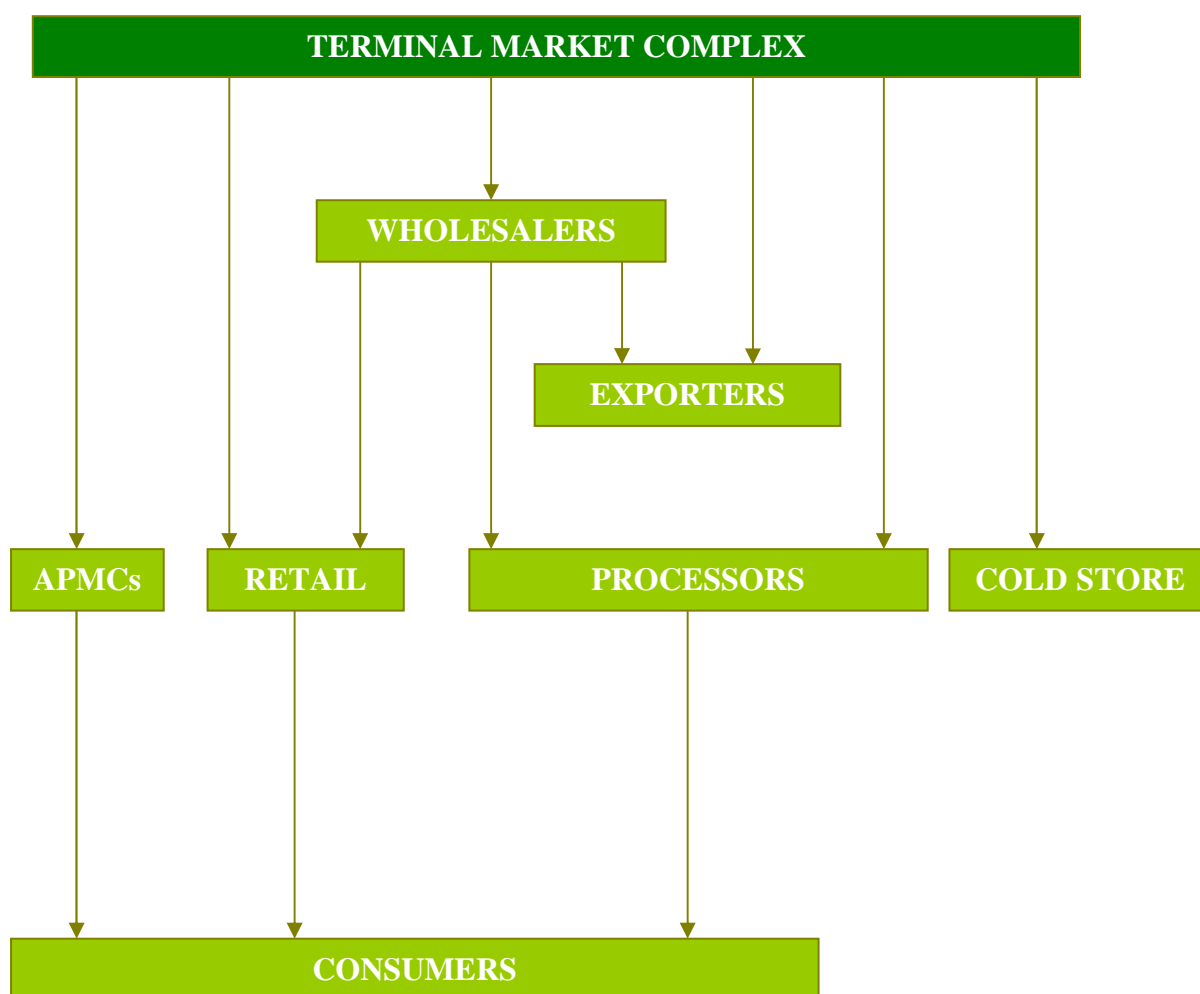 TERMINAL MARKET COMPLEX
WHOLESALERS
EXPORTERS
APMCs
RETAIL
PROCESSORS
COLD STORE
CONSUMERS